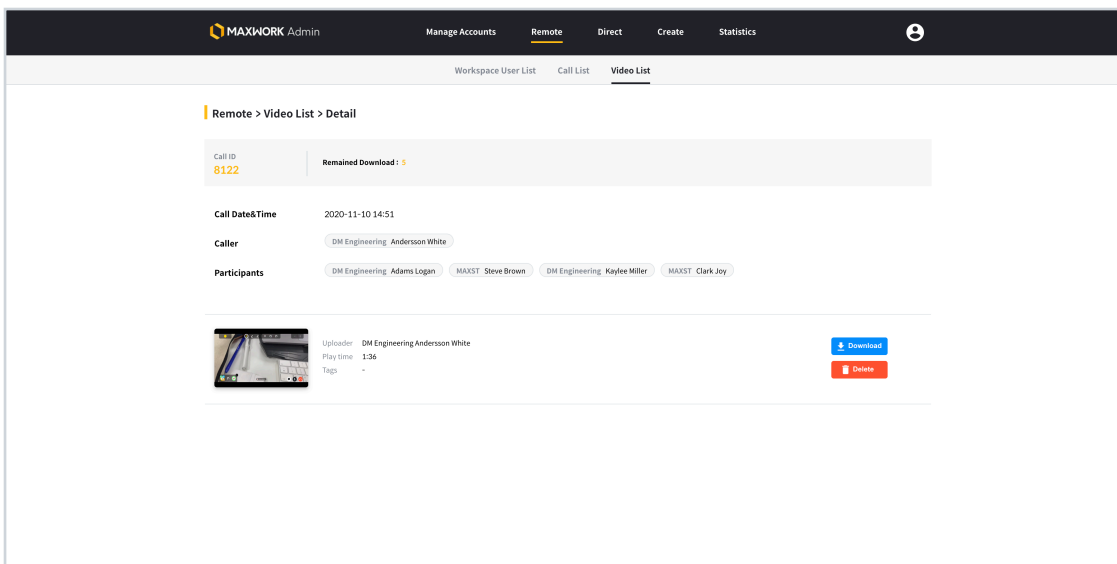 MAXWORK Admin Manage Accounts Remote Direct Create Statistics
Workspace User List Call List Video List
Remote > Video List > Detail
Call ID
8122
Remained Download : 5
Call Date&Time 2020-11-10 14:51
Caller DM Engineering Andersson White
Participants DM Engineering Adams Logan MAXST Steve Brown DM Engineering Kaylee Miller MAXST Clark Joy
Uploader DM Engineering Andersson White
Play time 1:36
Tags -
Download
Delete